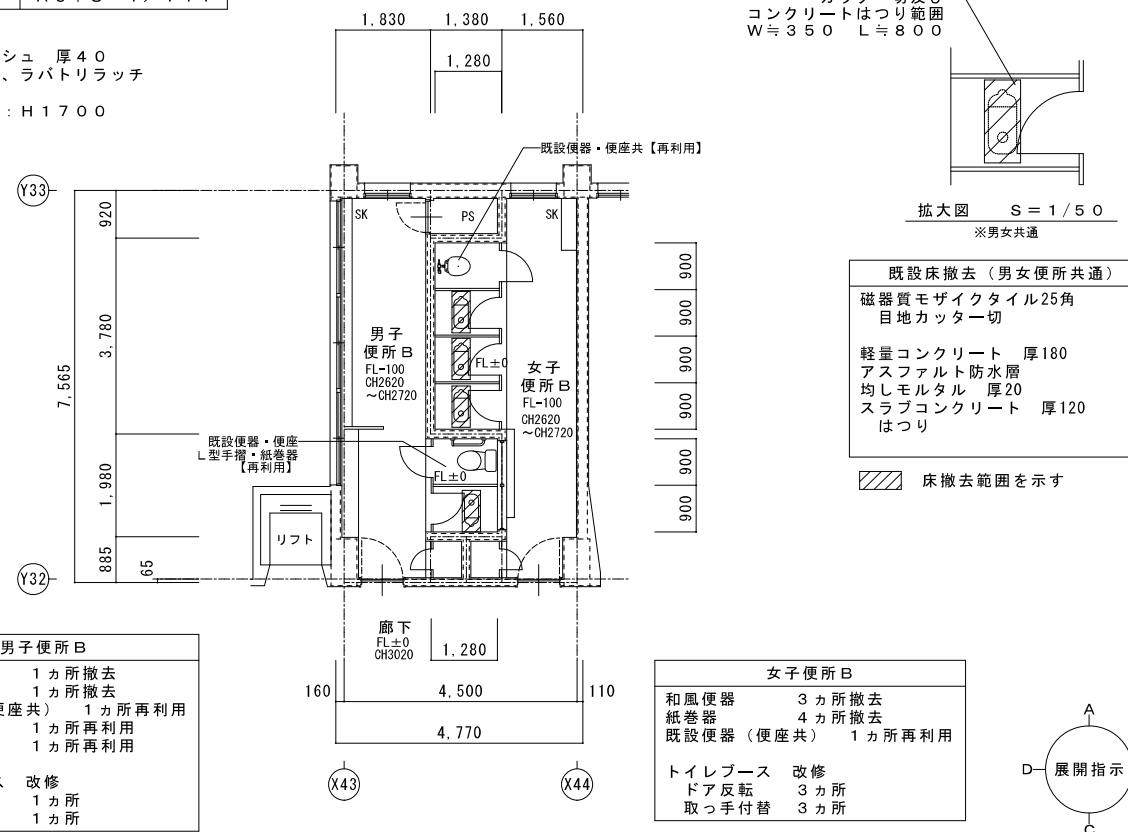 シュ　厚４０
、ラバトリラッチ
：Ｈ１７００
コンクリートはつり範囲
Ｗ≒３５０　Ｌ≒８００
拡大図　Ｓ＝１／５０
※男女共通
1,830
1,380
1,560
1,280
既設便器・便座共【再利用】
Y33
SK
PS
SK
920
3,780
7,565
1,980
885
65
900
900
900
900
900
900
男子
便所Ｂ
FL-100
CH2620
～CH2720
FL±0
女子
便所Ｂ
FL-100
CH2620
～CH2720
既設便器・便座
Ｌ型手摺・紙巻器
【再利用】
FL±0
リフト
Y32
廊下
FL±0
CH3020
1,280
160
4,500
110
4,770
X43
X44
既設床撤去（男女便所共通）
磁器質モザイクタイル25角
目地カッター切
軽量コンクリート　厚180
アスファルト防水層
均しモルタル　厚20
スラブコンクリート　厚120
はつり
床撤去範囲を示す
男子便所Ｂ
１ヵ所撤去
１ヵ所撤去
便座共）　１ヵ所再利用
１ヵ所再利用
１ヵ所再利用
ス　改修
１ヵ所
１ヵ所
女子便所Ｂ
和風便器　３ヵ所撤去
紙巻器　４ヵ所撤去
既設便器（便座共）　１ヵ所再利用
トイレブース　改修
ドア反転　３ヵ所
取っ手付替　３ヵ所
A
D
展開指示
C